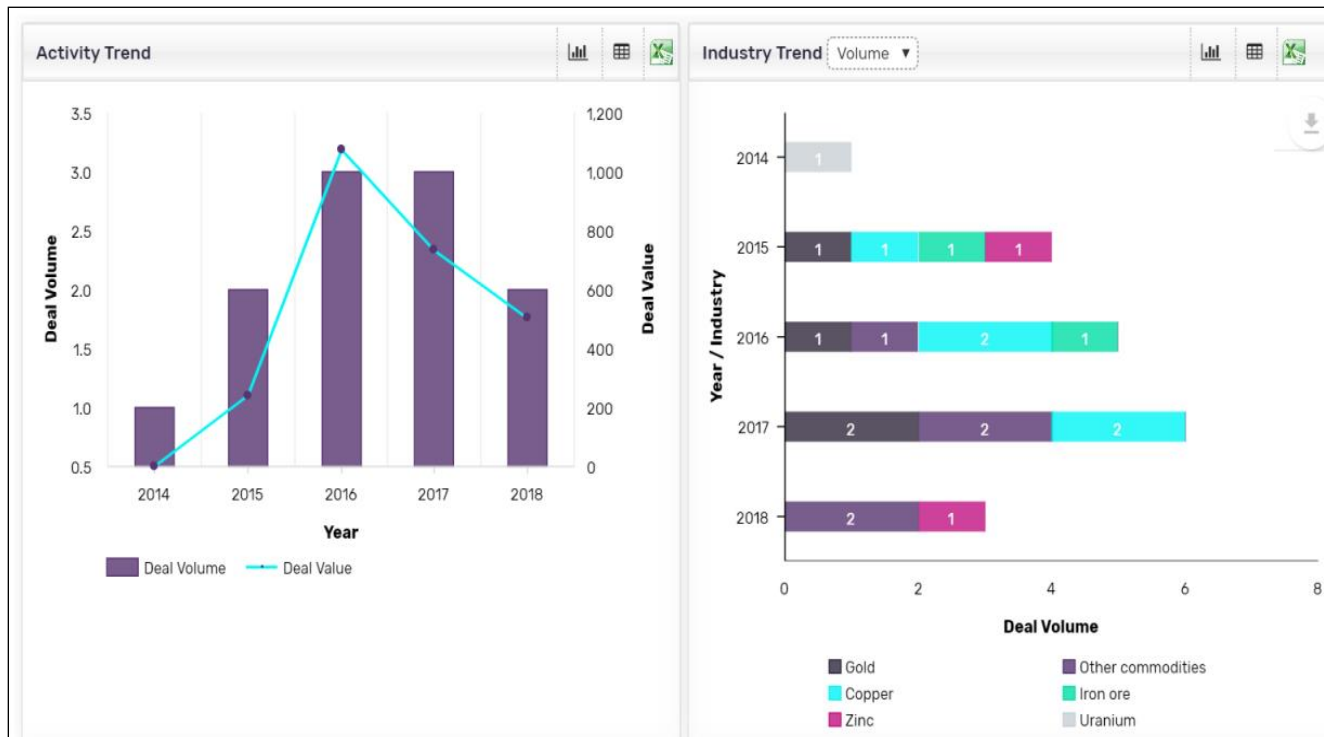 Activity Trend
3.5
3.0
2.5
2.0
1.5
1.0
0.5
Deal Volume
1,200
1,000
800
600
400
200
0
Deal Value
2014 2015 2016 2017 2018
Year
Deal Volume Deal Value
Industry Trend Volume ▼
Year / Industry
2014 1
2015 1 1 1 1
2016 1 1 2 1
2017 2 2 2
2018 2 1
0 2 4 6 8
Deal Volume
Gold Other commodities
Copper Iron ore
Zinc Uranium